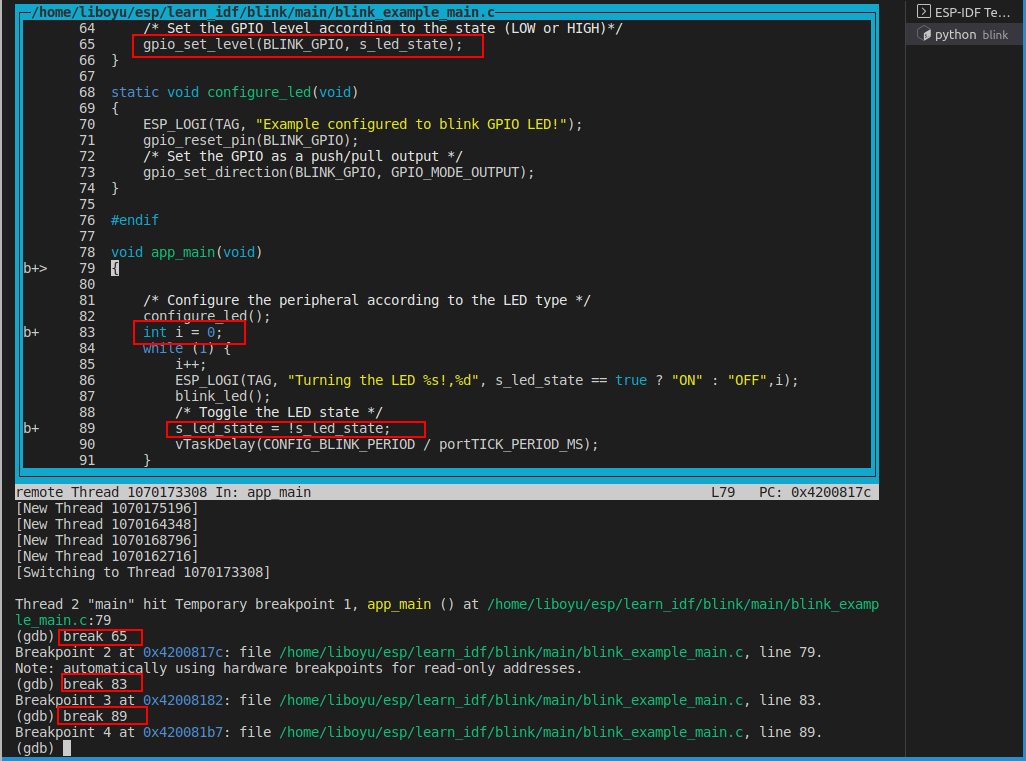 /home/liboyu/esp/learn_idf/blink/main/blink_example_main.c
64 /* Set the GPIO level according to the state (LOW or HIGH)*/
65 gpio_set_level(BLINK_GPIO, s_led_state);
66 }
67
68 static void configure_led(void)
69 {
70 ESP_LOGI(TAG, "Example configured to blink GPIO LED!");
71 gpio_reset_pin(BLINK_GPIO);
72 /* Set the GPIO as a push/pull output */
73 gpio_set_direction(BLINK_GPIO, GPIO_MODE_OUTPUT);
74 }
75
76 #endif
77
78 void app_main(void)
b+> 79 {
80
81 /* Configure the peripheral according to the LED type */
82 configure_led();
b+ 83 int i = 0;
84 while (1) {
85 i++;
86 ESP_LOGI(TAG, "Turning the LED %s!,%d", s_led_state == true ? "ON" : "OFF",i);
87 blink_led();
88 /* Toggle the LED state */
b+ 89 s_led_state = !s_led_state;
90 vTaskDelay(CONFIG_BLINK_PERIOD / portTICK_PERIOD_MS);
91 }
remote Thread 1070173308 In: app_main L79 PC: 0x4200817c
[New Thread 1070175196]
[New Thread 1070164348]
[New Thread 1070168796]
[New Thread 1070162716]
[Switching to Thread 1070173308]
Thread 2 "main" hit Temporary breakpoint 1, app_main () at /home/liboyu/esp/learn_idf/blink/main/blink_examp
le_main.c:79
(gdb) break 65
Breakpoint 2 at 0x4200817c: file /home/liboyu/esp/learn_idf/blink/main/blink_example_main.c, line 79.
Note: automatically using hardware breakpoints for read-only addresses.
(gdb) break 83
Breakpoint 3 at 0x42008182: file /home/liboyu/esp/learn_idf/blink/main/blink_example_main.c, line 83.
(gdb) break 89
Breakpoint 4 at 0x420081b7: file /home/liboyu/esp/learn_idf/blink/main/blink_example_main.c, line 89.
(gdb)
ESP-IDF Te...
python blink